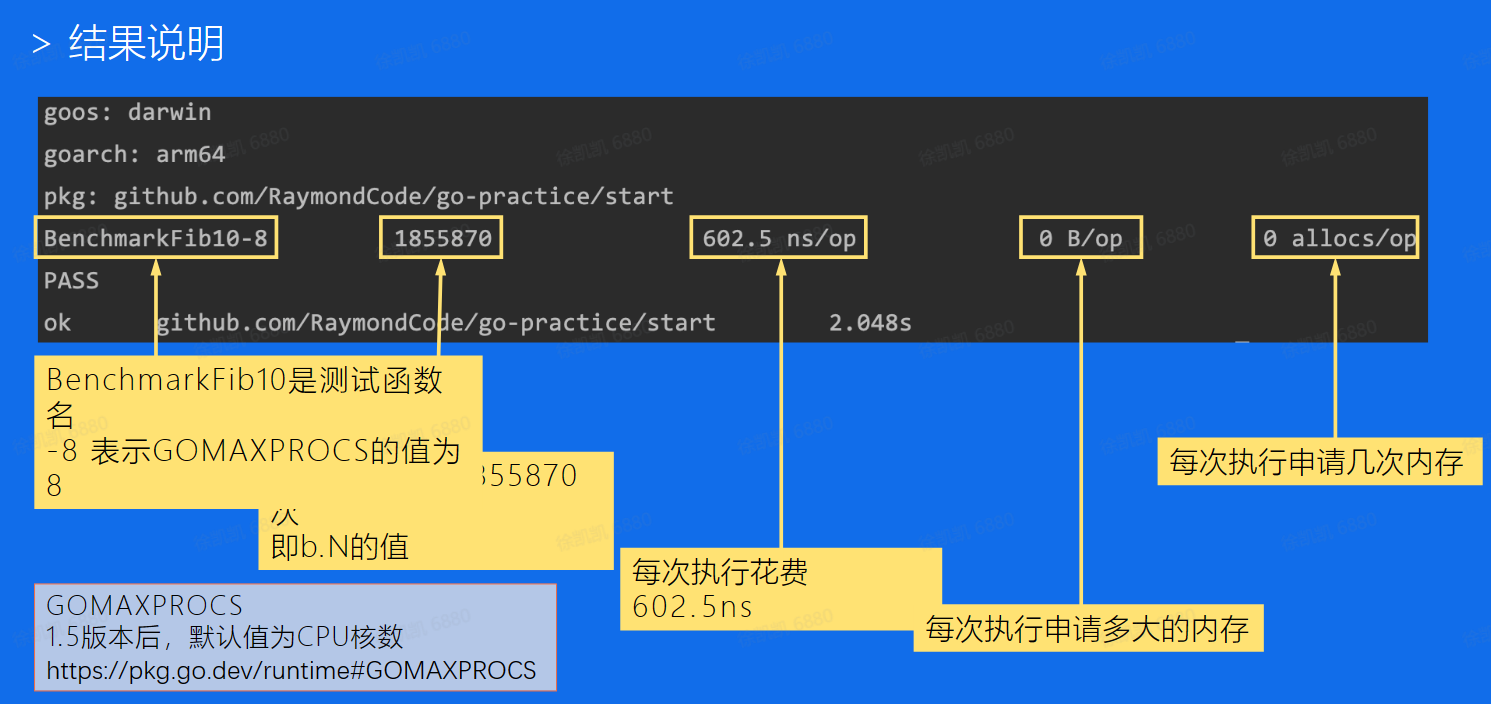 > 结果说明
goos: darwin
goarch: arm64
pkg: github.com/RaymondCode/go-practice/start
BenchmarkFib10-8 1855870 602.5 ns/op 0 B/op 0 allocs/op
PASS
ok github.com/RaymondCode/go-practice/start 2.048s
BenchmarkFib10是测试函数
名
-8 表示GOMAXPROCS的值为
8
855870
次
即b.N的值
每次执行花费
602.5ns
每次执行申请多大的内存
每次执行申请几次内存
GOMAXPROCS
1.5版本后，默认值为CPU核数
https://pkg.go.dev/runtime#GOMAXPROCS
徐凯凯 6880